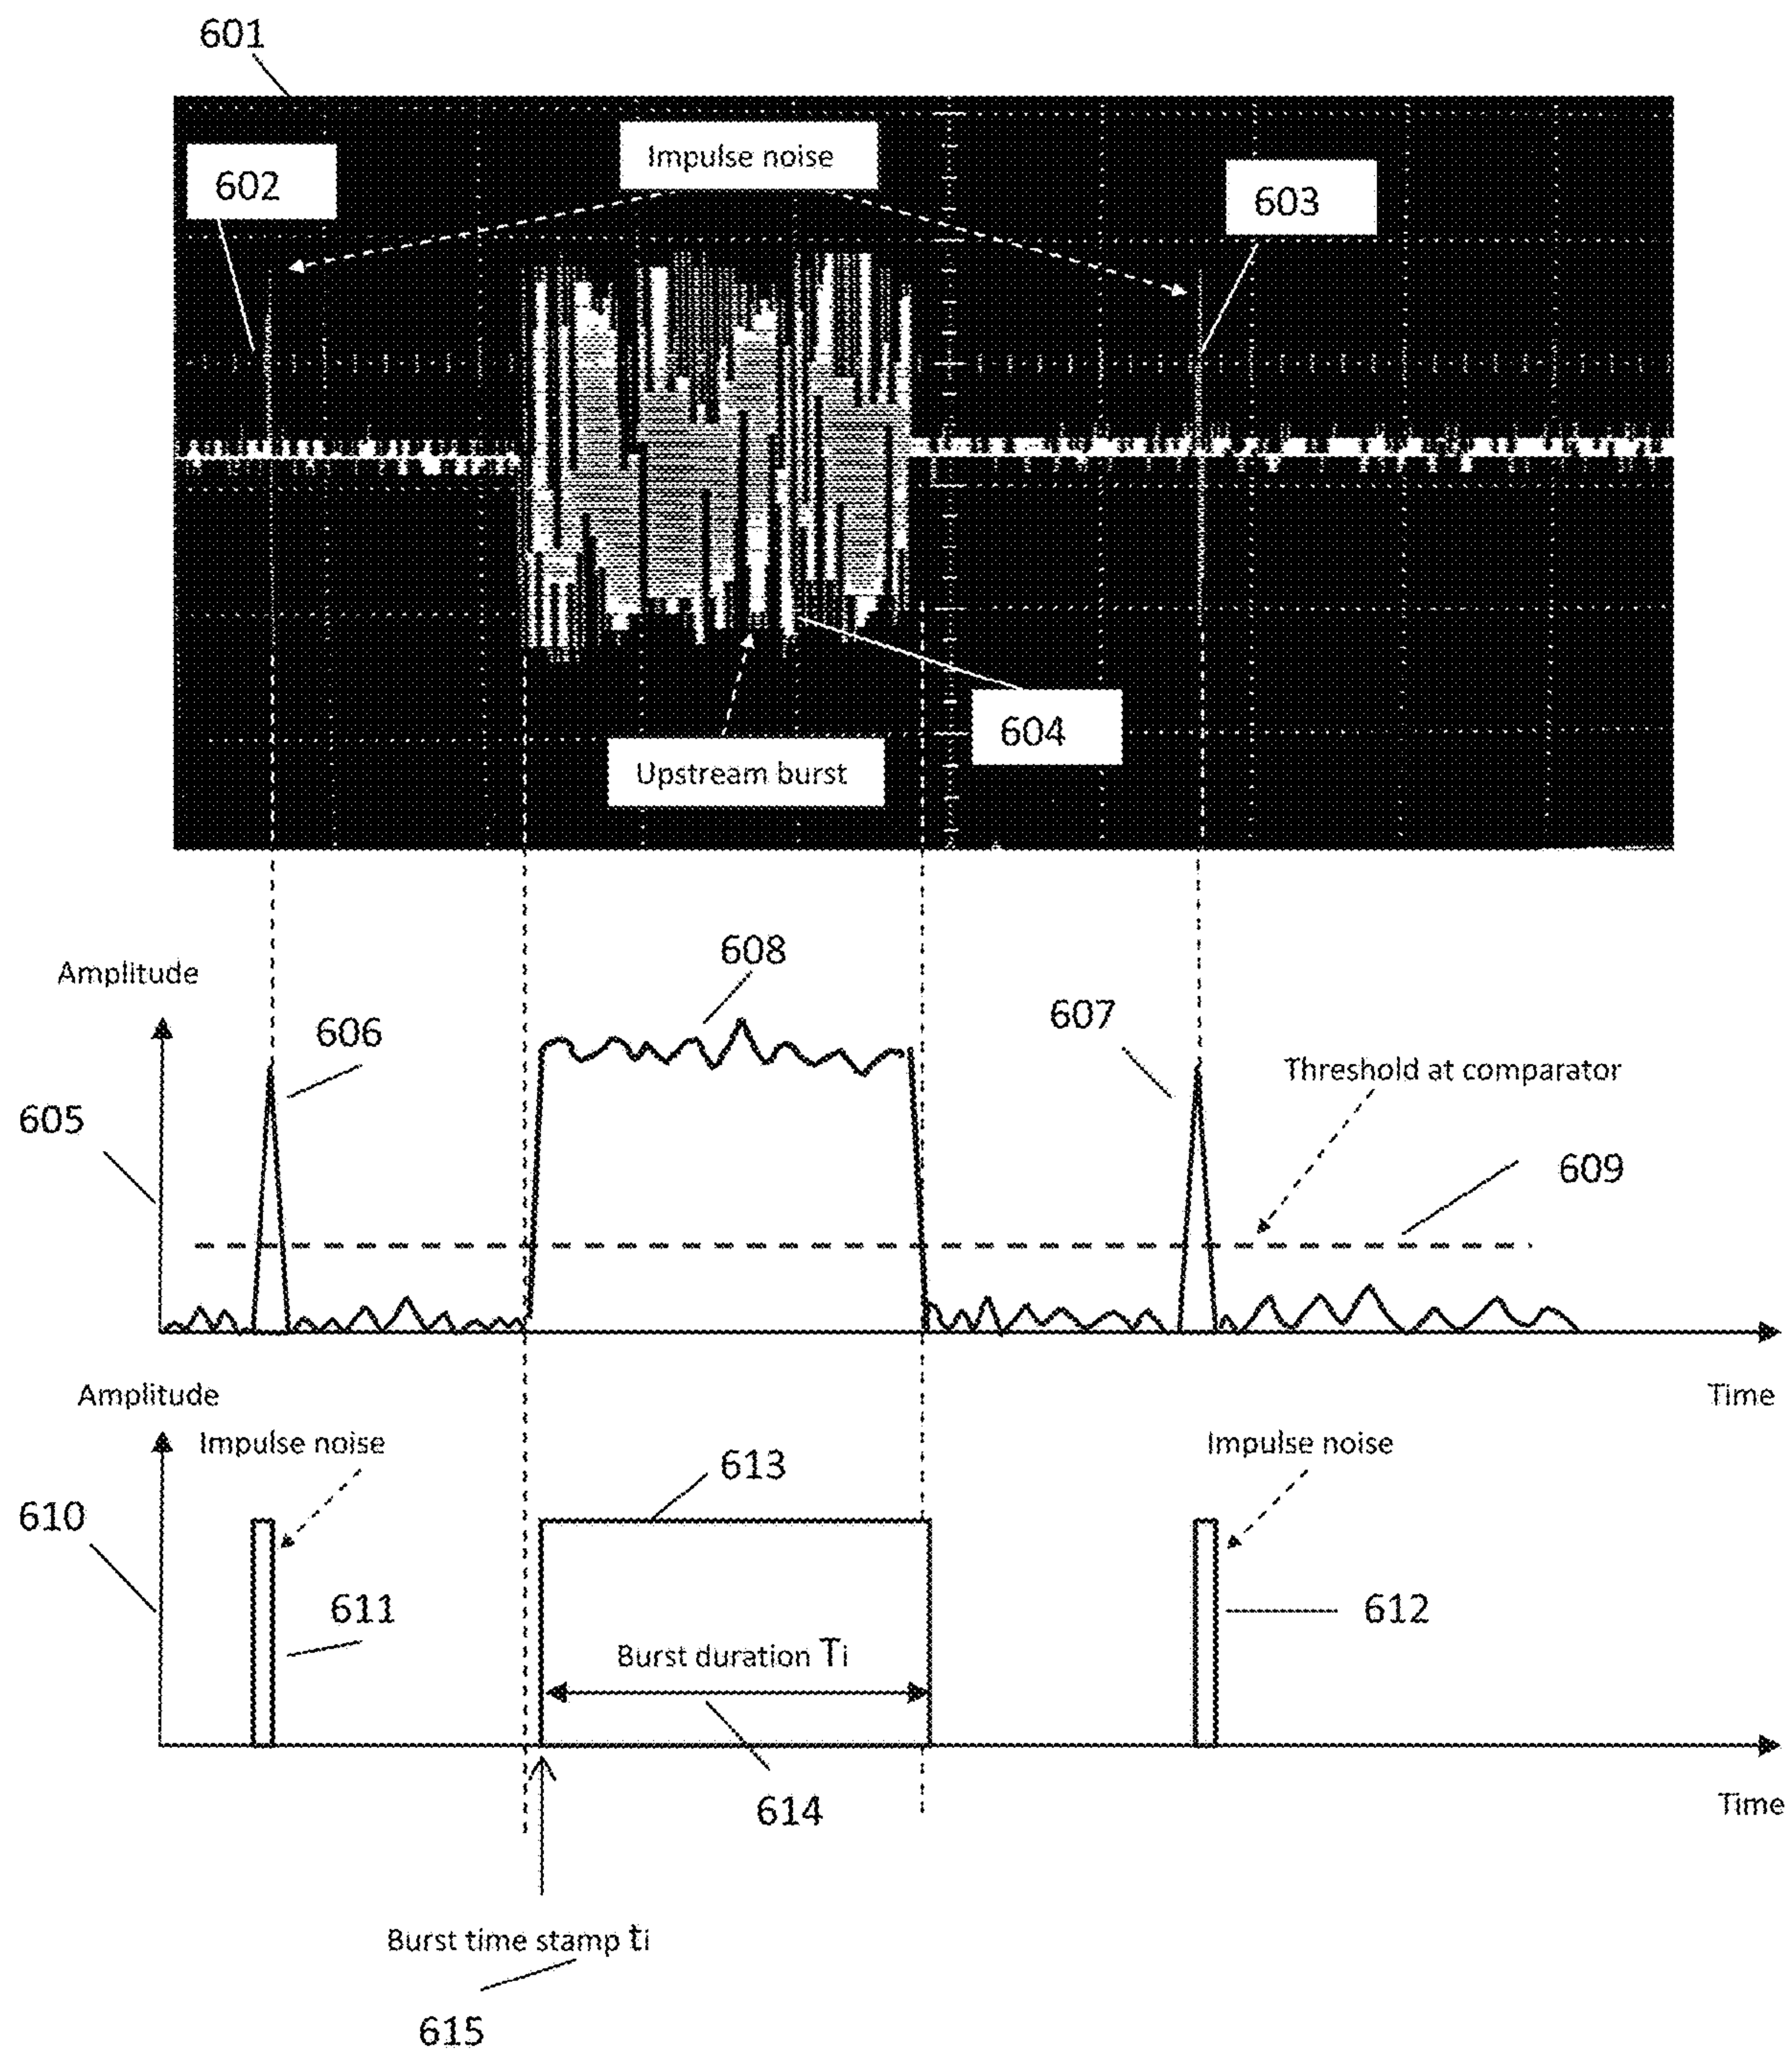 601
Impulse noise
602
603
604
Upstream burst
608
Amplitude
607
606
Threshold at comparator
605
609
Amplitude
Time
Impulse noise
Impulse noise
613
610
611
612
Burst duration Ti
614
Time
Burst time stamp ti
615